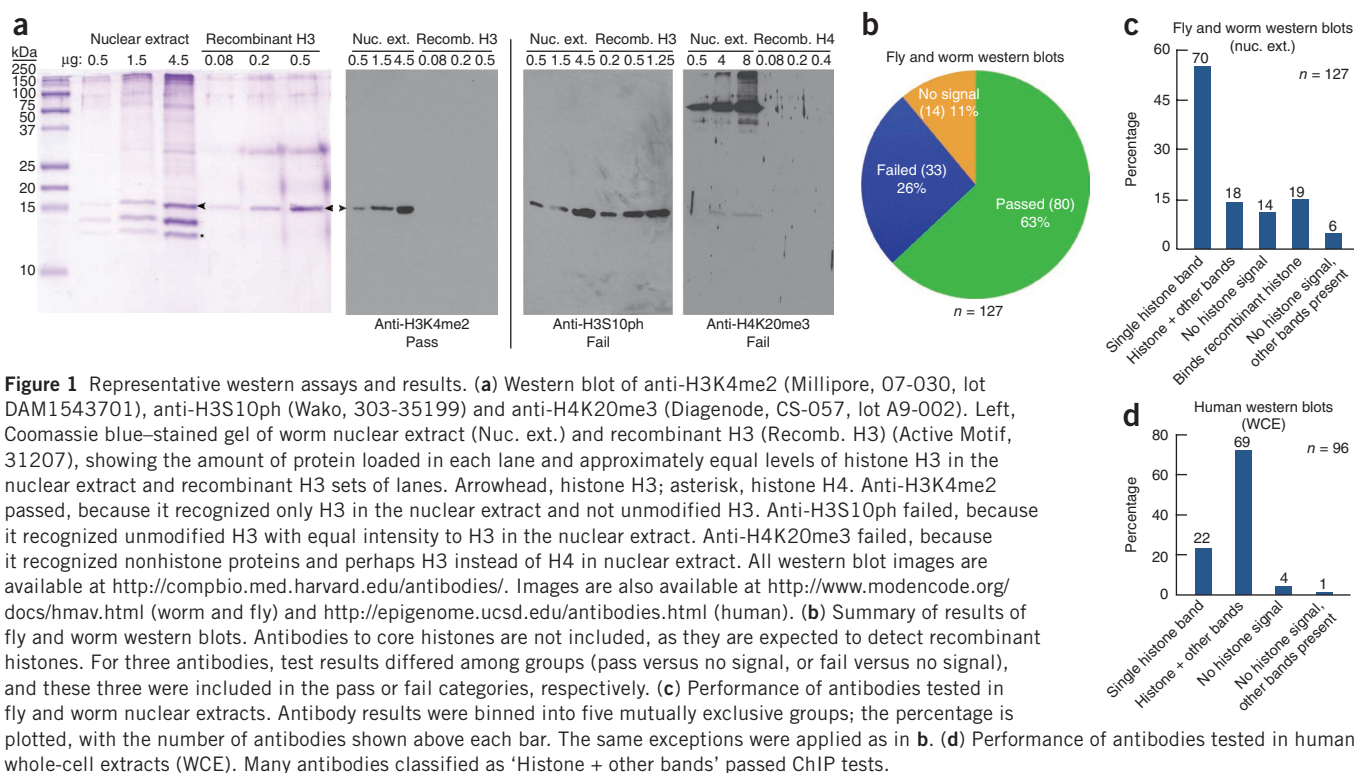 a
Nuclear extract Recombinant H3
kDa µg: 0.5 1.5 4.5 0.08 0.2 0.5
250
150
100
75
50
37
25
20
15
10
Nuc. ext. Recomb. H3
0.5 1.5 4.5 0.08 0.2 0.5
Anti-H3K4me2
Pass
Nuc. ext. Recomb. H3
0.5 1.5 4.5 0.2 0.5 1.25
Anti-H3S10ph
Fail
Nuc. ext. Recomb. H4
0.5 4 8 0.08 0.2 0.4
Anti-H4K20me3
Fail
b
Fly and worm western blots
No signal
(14) 11%
Failed (33)
26%
Passed (80)
63%
n = 127
c
Fly and worm western blots
(nuc. ext.)
n = 127
Percentage
60
45
30
15
0
70
18
14
19
6
Single histone band
Histone + other bands
No histone signal
Binds recombinant histone
No histone signal,
other bands present
d
Human western blots
(WCE)
n = 96
Percentage
80
60
40
20
0
22
69
4
1
Single histone band
Histone + other bands
No histone signal
No histone signal,
other bands present
Figure 1 Representative western assays and results. (a) Western blot of anti-H3K4me2 (Millipore, 07-030, lot
DAM1543701), anti-H3S10ph (Wako, 303-35199) and anti-H4K20me3 (Diagenode, CS-057, lot A9-002). Left,
Coomassie blue–stained gel of worm nuclear extract (Nuc. ext.) and recombinant H3 (Recomb. H3) (Active Motif,
31207), showing the amount of protein loaded in each lane and approximately equal levels of histone H3 in the
nuclear extract and recombinant H3 sets of lanes. Arrowhead, histone H3; asterisk, histone H4. Anti-H3K4me2
passed, because it recognized only H3 in the nuclear extract and not unmodified H3. Anti-H3S10ph failed, because
it recognized unmodified H3 with equal intensity to H3 in the nuclear extract. Anti-H4K20me3 failed, because
it recognized nonhistone proteins and perhaps H3 instead of H4 in nuclear extract. All western blot images are
available at http://compbio.med.harvard.edu/antibodies/. Images are also available at http://www.modencode.org/
docs/hmav.html (worm and fly) and http://epigenome.ucsd.edu/antibodies.html (human). (b) Summary of results of
fly and worm western blots. Antibodies to core histones are not included, as they are expected to detect recombinant
histones. For three antibodies, test results differed among groups (pass versus no signal, or fail versus no signal),
and these three were included in the pass or fail categories, respectively. (c) Performance of antibodies tested in
fly and worm nuclear extracts. Antibody results were binned into five mutually exclusive groups; the percentage is
plotted, with the number of antibodies shown above each bar. The same exceptions were applied as in b. (d) Performance of antibodies tested in human
whole-cell extracts (WCE). Many antibodies classified as ‘Histone + other bands’ passed ChIP tests.